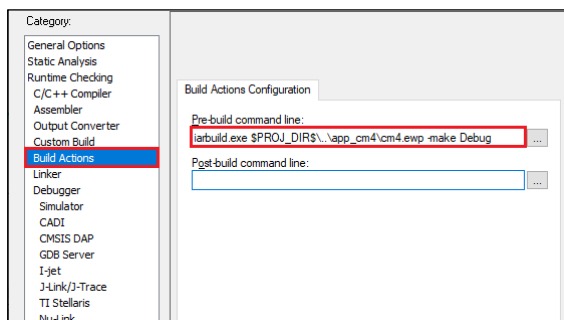 Category:
General Options
Static Analysis
Runtime Checking
C/C++ Compiler
Assembler
Output Converter
Custom Build
Build Actions
Linker
Debugger
Simulator
CADI
CMSIS DAP
GDB Server
I-jet
J-Link/J-Trace
TI Stellaris
Nu-Link
Build Actions Configuration
Pre-build command line:
iarbuild.exe $PROJ_DIR$\..\app_cm4\cm4.ewp -make Debug
...
Post-build command line:
...